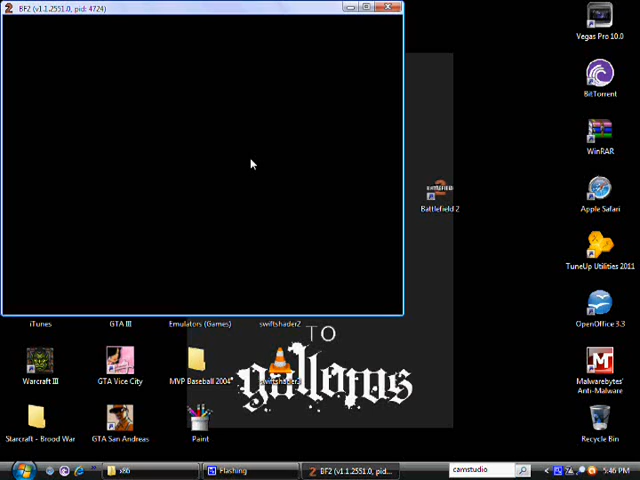 BF2 (v1.1.2551.0, pid: 4724)
Vegas Pro 10.0
BitTorrent
WinRAR
Battlefield 2
Apple Safari
TuneUp Utilities 2011
iTunes
GTA III
Emulators (Games)
swiftshader2
OpenOffice 3.3
TO
Warcraft III
GTA Vice City
MVP Baseball 2004
Malwarebytes' Anti-Malware
Starcraft - Brood War
GTA San Andreas
Paint
Recycle Bin
x86
Flashing
BF2 (v1.1.2551.0, pid...
camstudio
5:46 PM